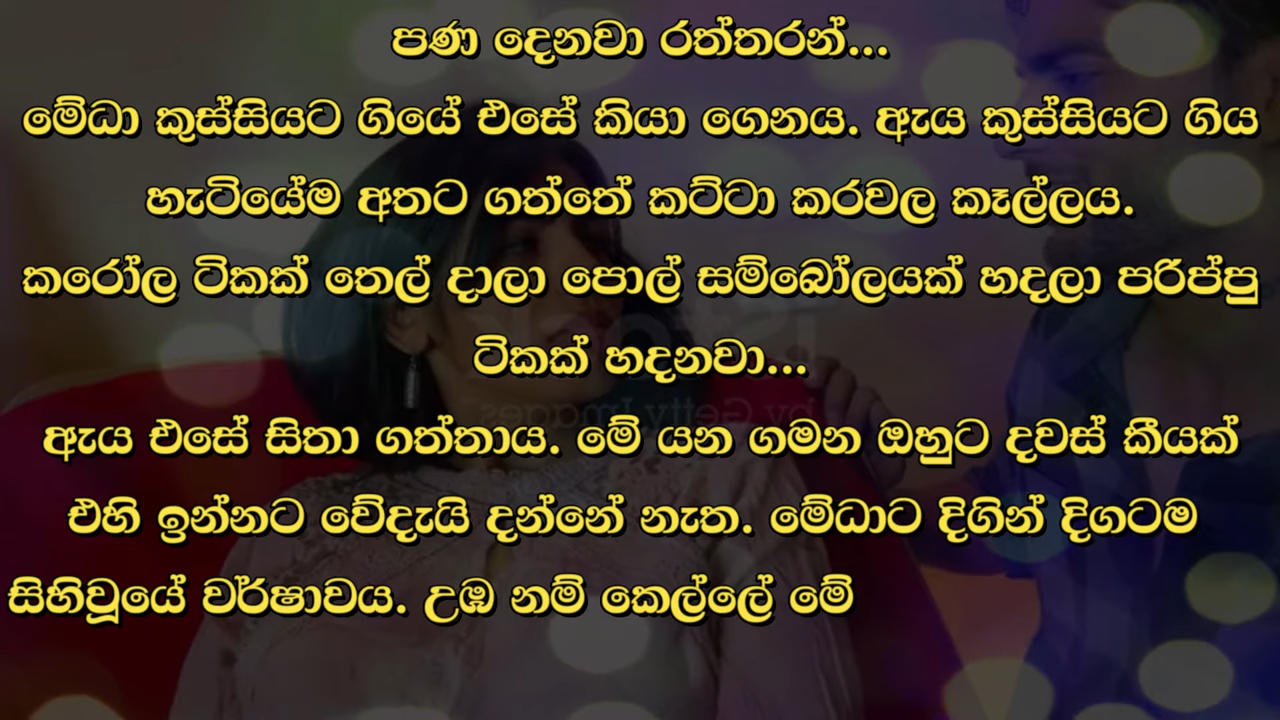 පණ දෙනවා රත්තරන්...
මේධා කුස්සියට ගියේ එසේ කියා ගෙනය. ඇය කුස්සියට ගිය
හැටියේම අතට ගත්තේ කට්ටා කරවල කෑල්ලය.
කරෝල ටිකක් තෙල් දාලා පොල් සම්බෝලයක් හදලා පරිප්පු
ටිකක් හදනවා...
ඇය එසේ සිතා ගත්තාය. මේ යන ගමන ඔහුට දවස් කීයක්
එහි ඉන්නට වේදැයි දන්නේ නැත. මේධාට දිගින් දිගටම
සිහිවූයේ වර්ෂාවය. උඹ නම් කෙල්ලේ මේ